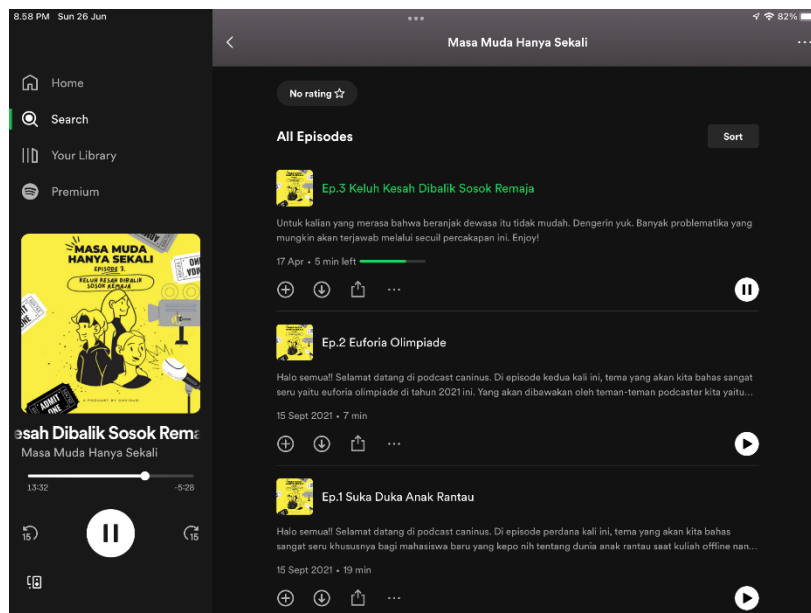 8.58 PM Sun 26 Jun
82%
Masa Muda Hanya Sekali
Home
Search
Your Library
Premium
MASA MUDA
HANYA SEKALI
EPISODE 3.
KELUH KESAH DIBALIK
SOSOK REMAJA
ADMIT
ONE
A PODCAST BY
esah Dibalik Sosok Rema
Masa Muda Hanya Sekali
13:32
-5:28
15
15
No rating
All Episodes
Sort
Ep.3 Keluh Kesah Dibalik Sosok Remaja
Untuk kalian yang merasa bahwa beranjak dewasa itu tidak mudah. Dengerin yuk. Banyak problematika yang
mungkin akan terjawab melalui secuil percakapan ini. Enjoy!
17 Apr • 5 min left
Ep.2 Euforia Olimpiade
Halo semua!! Selamat datang di podcast caninus. Di episode kedua kali ini, tema yang akan kita bahas sangat
seru yaitu euforia olimpiade di tahun 2021 ini. Yang akan dibawakan oleh teman-teman podcaster kita yaitu...
15 Sept 2021 • 7 min
Ep.1 Suka Duka Anak Rantau
Halo semua!! Selamat datang di podcast caninus. Di episode perdana kali ini, tema yang akan kita bahas
sangat seru khususnya bagi mahasiswa baru yang kepo nih tentang dunia anak rantau saat kuliah offline nan...
15 Sept 2021 • 19 min